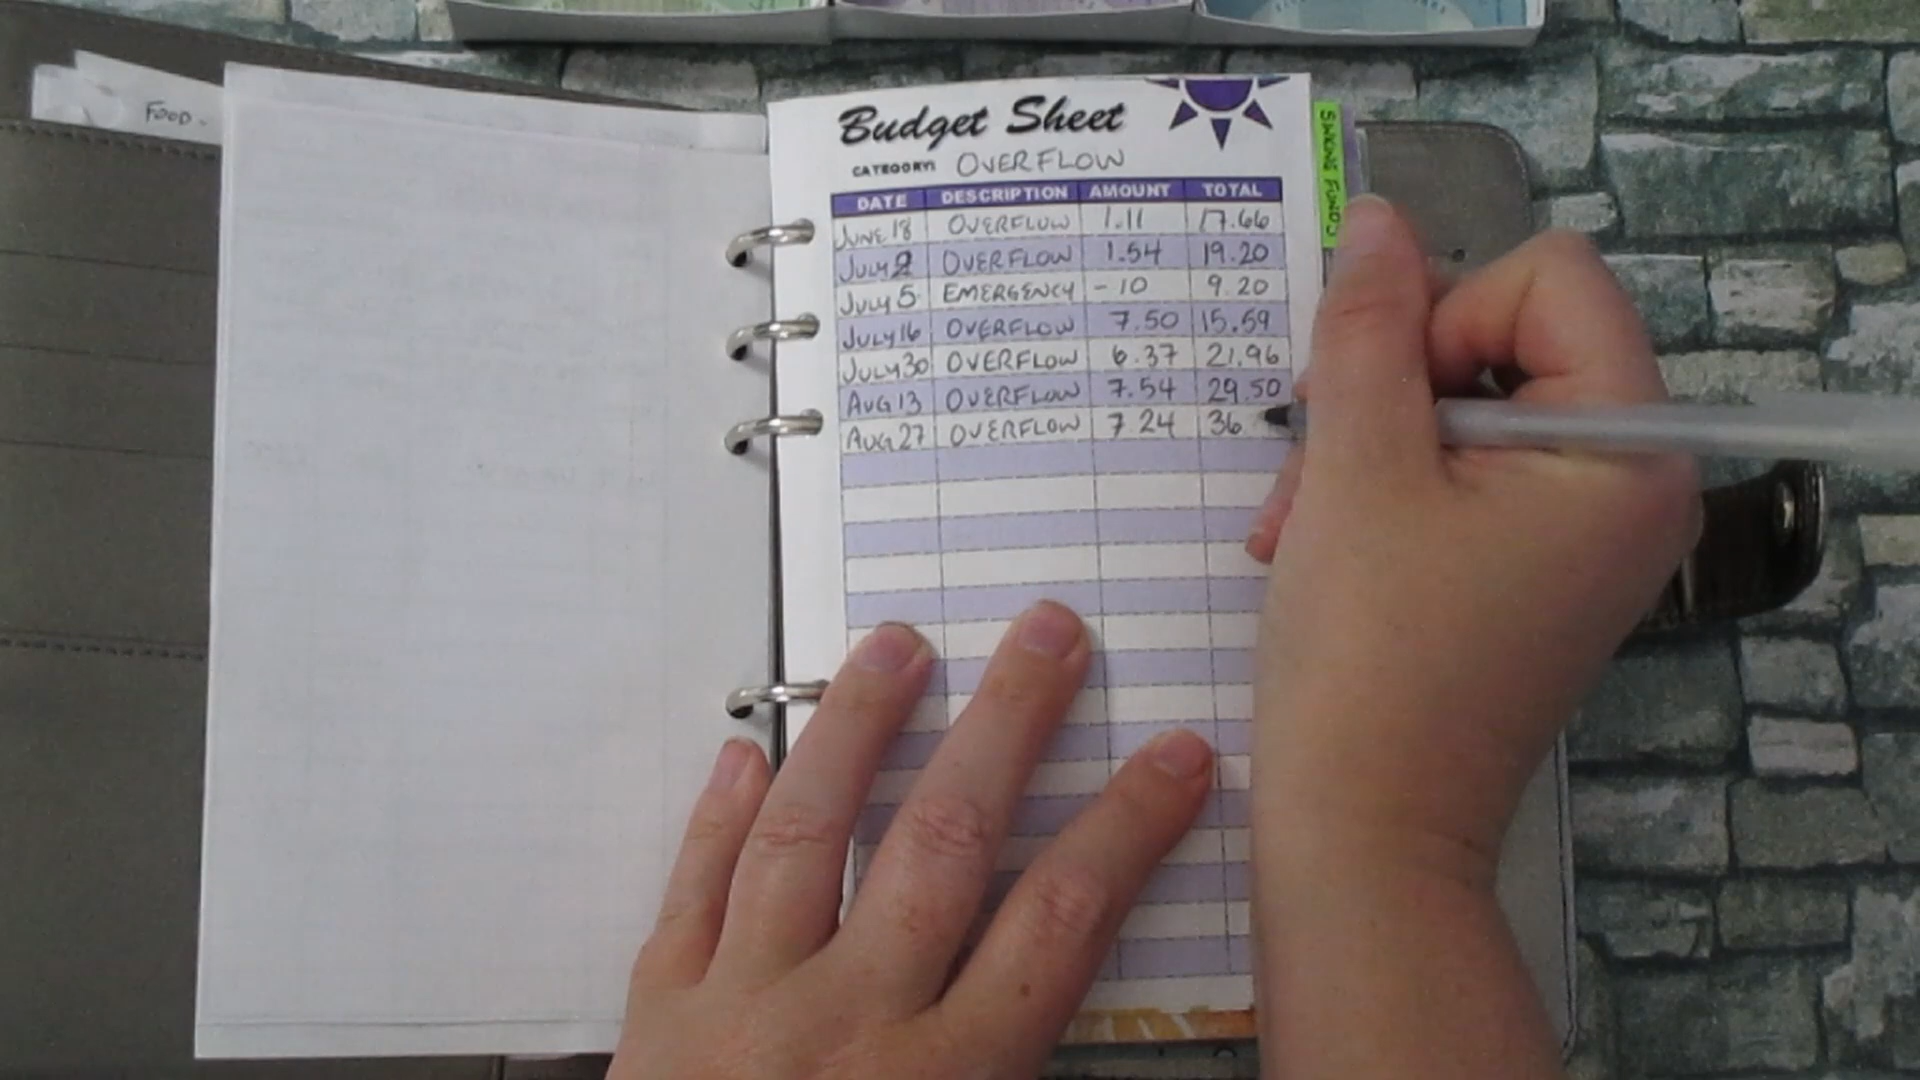 FOOD -
Budget Sheet
CATEGORY: OVERFLOW
DATE DESCRIPTION AMOUNT TOTAL
JUNE 18 OVERFLOW 1.11 17.66
JULY 2 OVERFLOW 1.54 19.20
JULY 5 EMERGENCY - 10 9.20
JULY 16 OVERFLOW 7.50 15.59
JULY 30 OVERFLOW 6.37 21.96
AUG 13 OVERFLOW 7.54 29.50
AUG 27 OVERFLOW 7.24 36
SINKING FUNDS